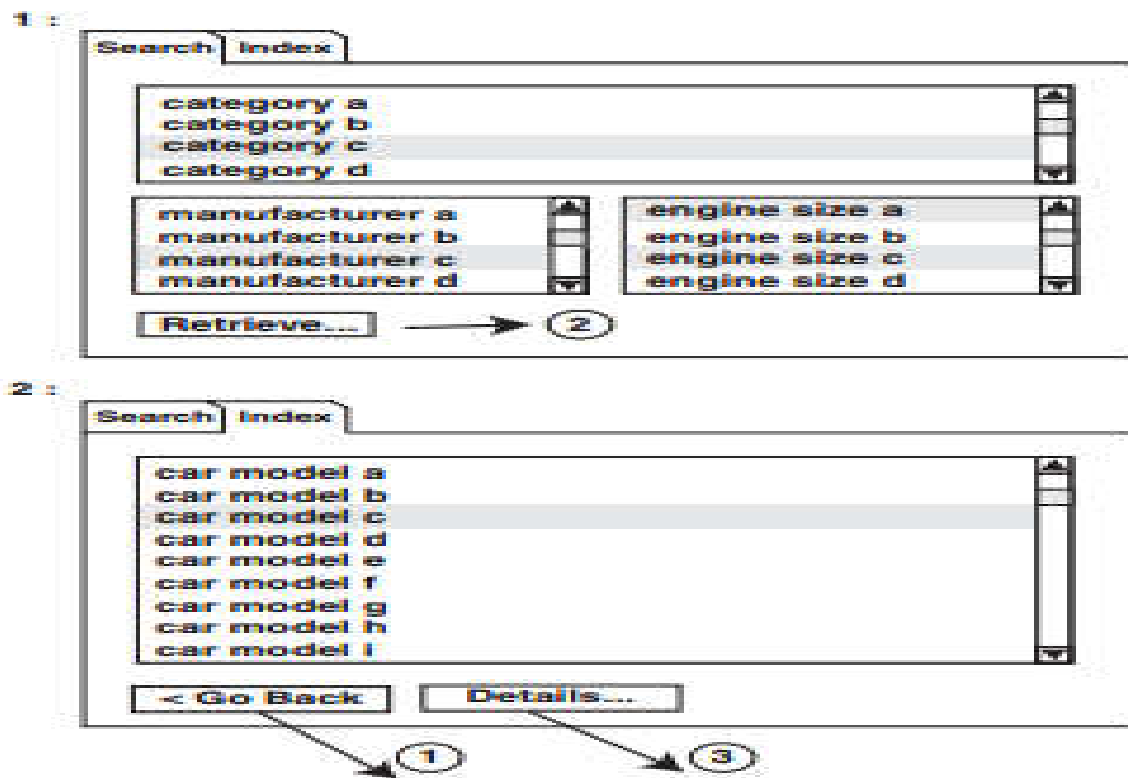 1 :
Search Index
category a
category b
category c
category d
manufacturer a
manufacturer b
manufacturer c
manufacturer d
engine size a
engine size b
engine size c
engine size d
Retrieve... 2
2 :
Search Index
car model a
car model b
car model c
car model d
car model e
car model f
car model g
car model h
car model i
< Go Back Details...
1 3